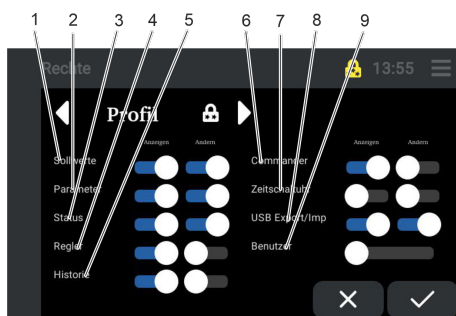 1 2 3 4 5 6 7 8 9
Rechte 13:55
Profil
Anzeigen Ändern Anzeigen Ändern
Sollwerte Commander
Parameter Zeitschaltuhr
Status USB Export/Imp
Regler Benutzer
Historie